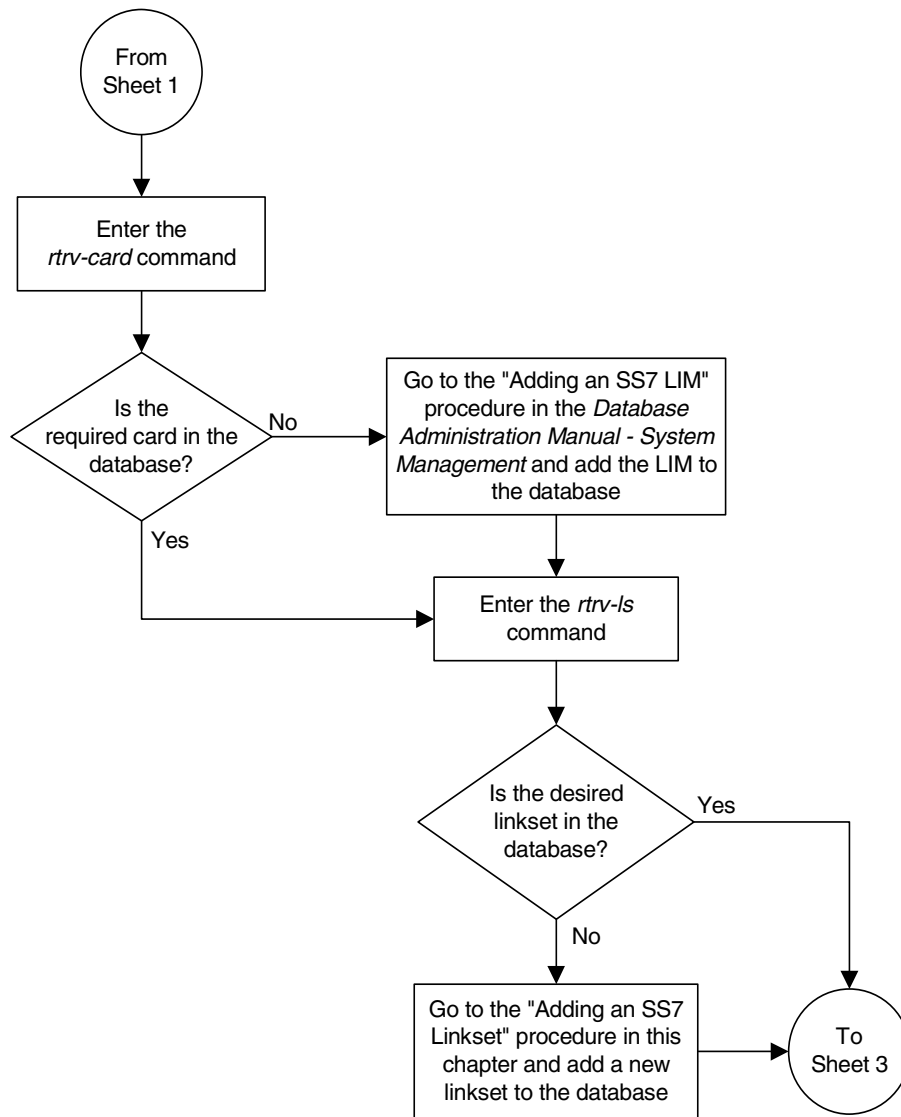 From
Sheet 1
Enter the
rtrv-card command
Is the
required card in the
database?
No
Yes
Go to the "Adding an SS7 LIM"
procedure in the Database
Administration Manual - System
Management and add the LIM to
the database
Enter the rtrv-ls
command
Is the desired
linkset in the
database?
Yes
No
Go to the "Adding an SS7
Linkset" procedure in this
chapter and add a new
linkset to the database
To
Sheet 3